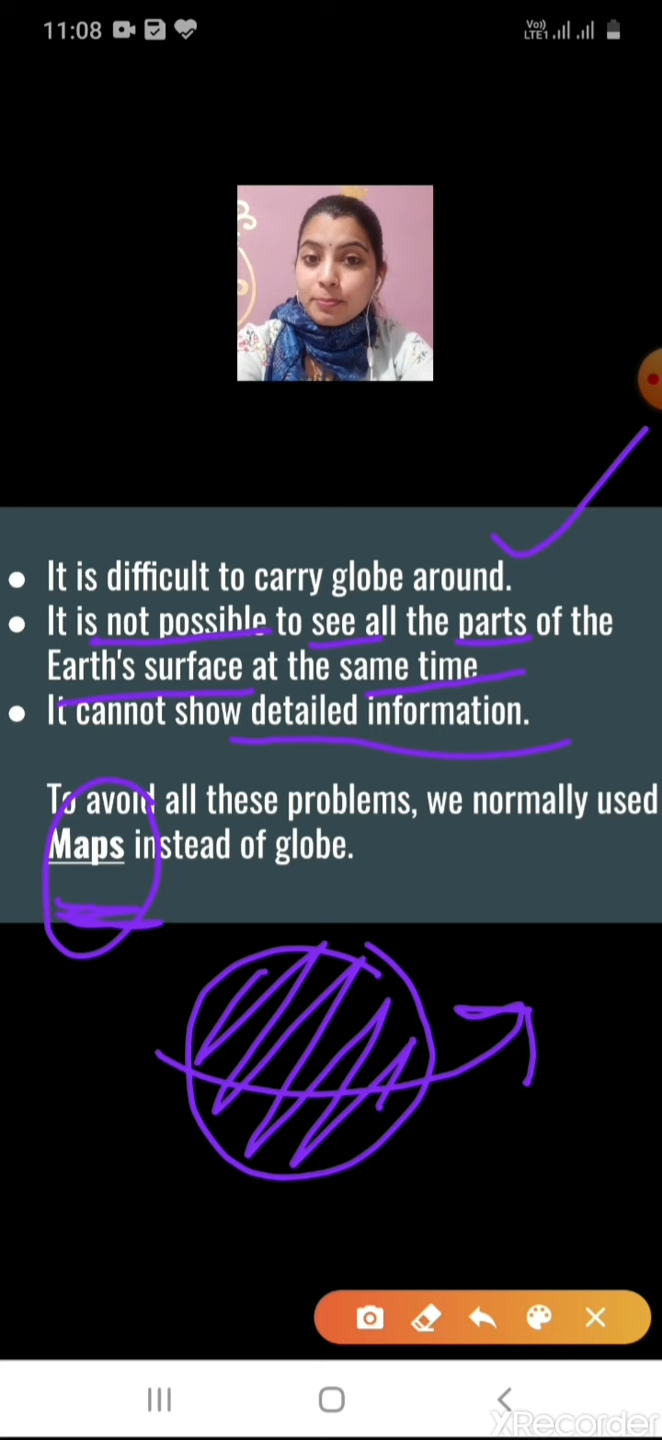 11:08
Vo))
LTE1
● It is difficult to carry globe around.
● It is not possible to see all the parts of the
Earth's surface at the same time
● It cannot show detailed information.
To avoid all these problems, we normally used
Maps instead of globe.
XRecorder